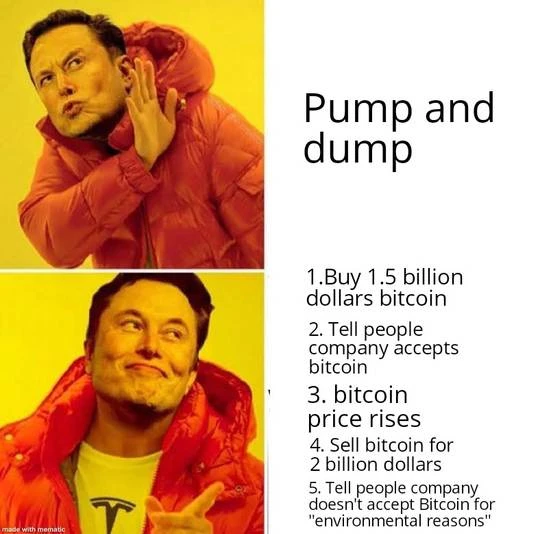 Pump and
dump
1.Buy 1.5 billion
dollars bitcoin
2. Tell people
company accepts
bitcoin
3. bitcoin
price rises
4. Sell bitcoin for
2 billion dollars
5. Tell people company
doesn't accept Bitcoin for
"environmental reasons"
made with mematic